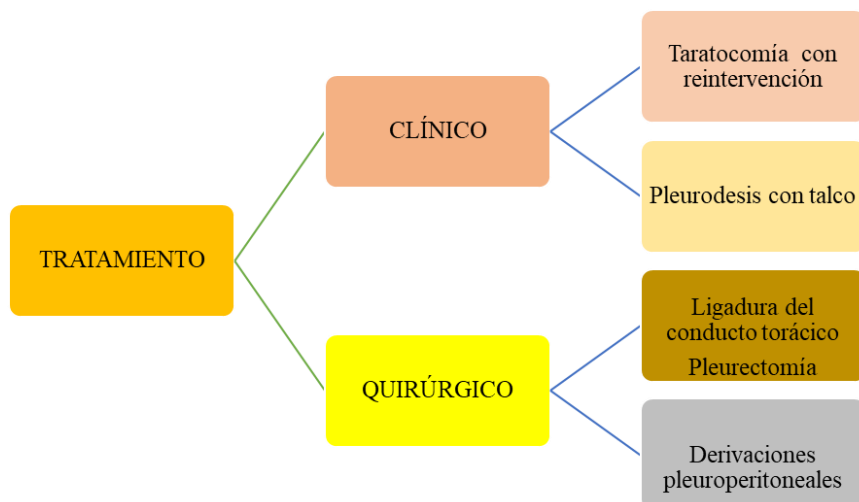 TRATAMIENTO
CLÍNICO
Taratocomía con
reintervención
Pleurodesis con talco
QUIRÚRGICO
Ligadura del
conducto torácico
Pleurectomía
Derivaciones
pleuroperitoneales